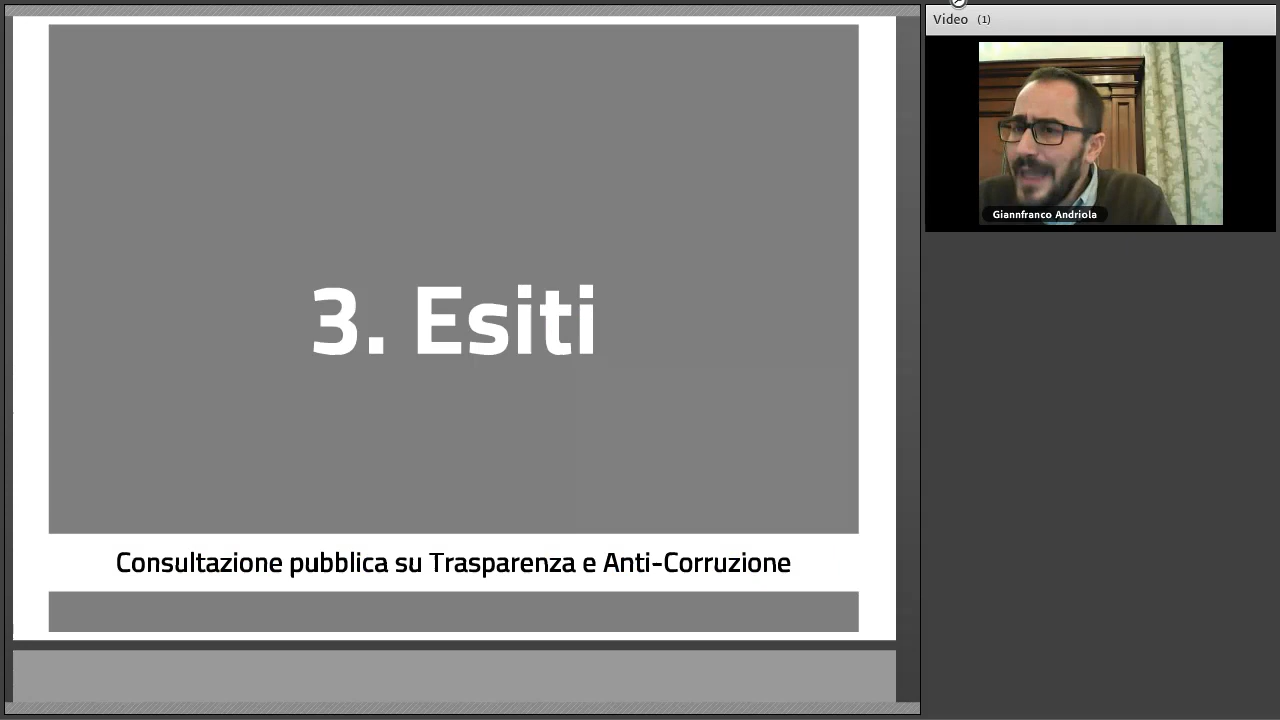 Video (1)
Giannfranco Andriola
3. Esiti
Consultazione pubblica su Trasparenza e Anti-Corruzione